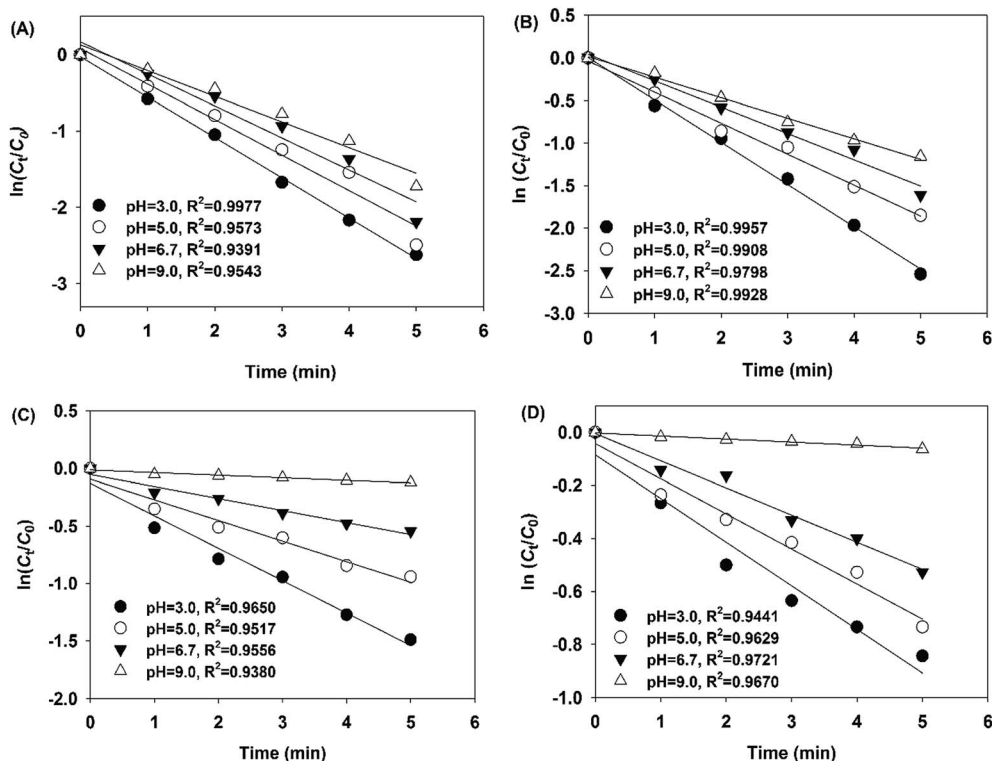 (A)
ln(Ct/C0)
0
-1
-2
-3
pH=3.0, R²=0.9977
pH=5.0, R²=0.9573
pH=6.7, R²=0.9391
pH=9.0, R²=0.9543
0 1 2 3 4 5 6
Time (min)
(B)
ln (Ct/C0)
0.5
0.0
-0.5
-1.0
-1.5
-2.0
-2.5
-3.0
pH=3.0, R²=0.9957
pH=5.0, R²=0.9908
pH=6.7, R²=0.9798
pH=9.0, R²=0.9928
0 1 2 3 4 5 6
Time (min)
(C)
ln(Ct/C0)
0.5
0.0
-0.5
-1.0
-1.5
-2.0
pH=3.0, R²=0.9650
pH=5.0, R²=0.9517
pH=6.7, R²=0.9556
pH=9.0, R²=0.9380
0 1 2 3 4 5 6
Time (min)
(D)
ln (Ct/C0)
0.0
-0.2
-0.4
-0.6
-0.8
-1.0
pH=3.0, R²=0.9441
pH=5.0, R²=0.9629
pH=6.7, R²=0.9721
pH=9.0, R²=0.9670
0 1 2 3 4 5 6
Time (min)